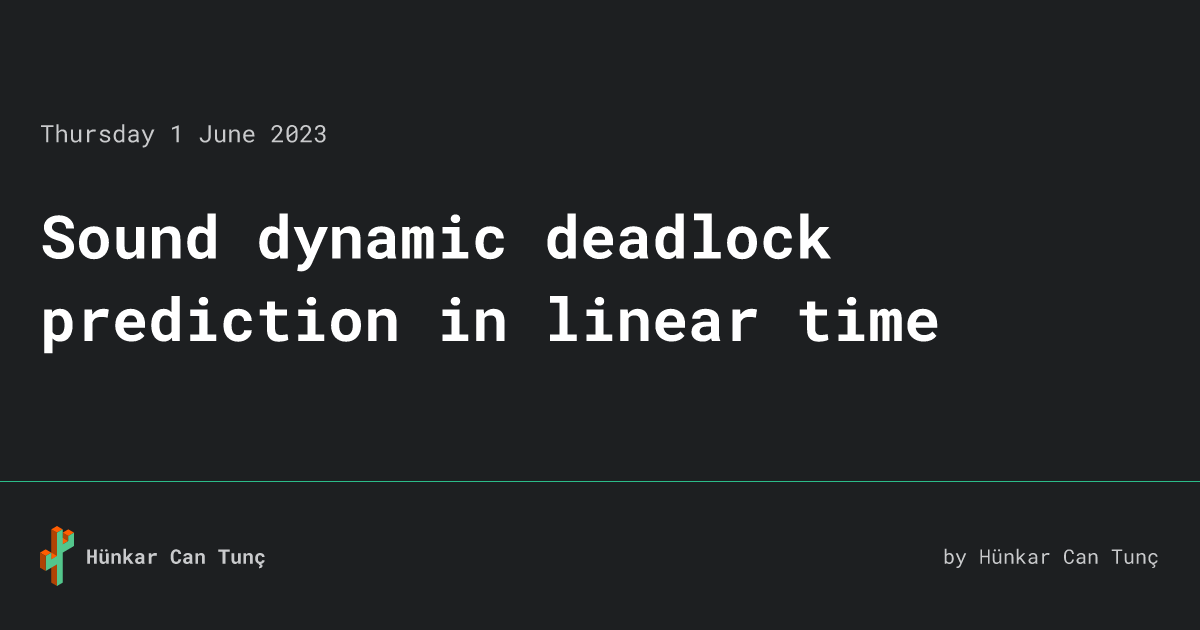 Thursday 1 June 2023
Sound dynamic deadlock
prediction in linear time
Hünkar Can Tunç
by Hünkar Can Tunç